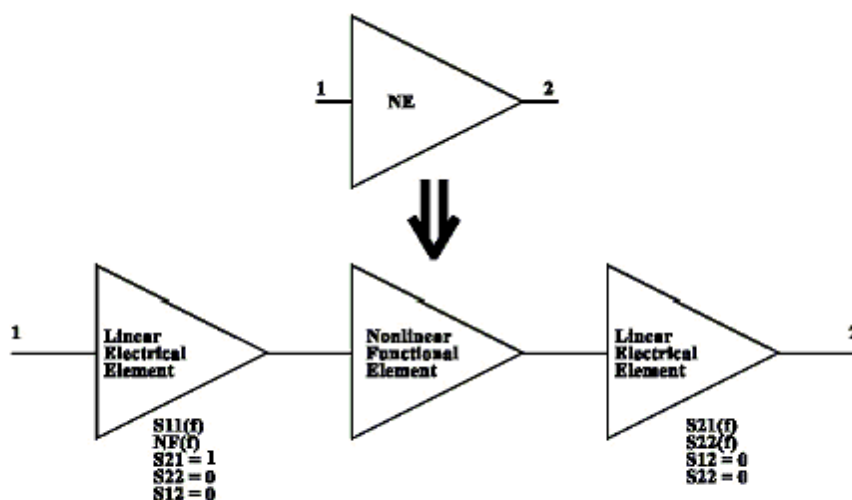 1
NE
2
1
Linear
Electrical
Element
Nonlinear
Functional
Element
Linear
Electrical
Element
2
S11(f)
NF(f)
S21 = 1
S22 = 0
S12 = 0
S21(f)
S22(f)
S12 = 0
S22 = 0